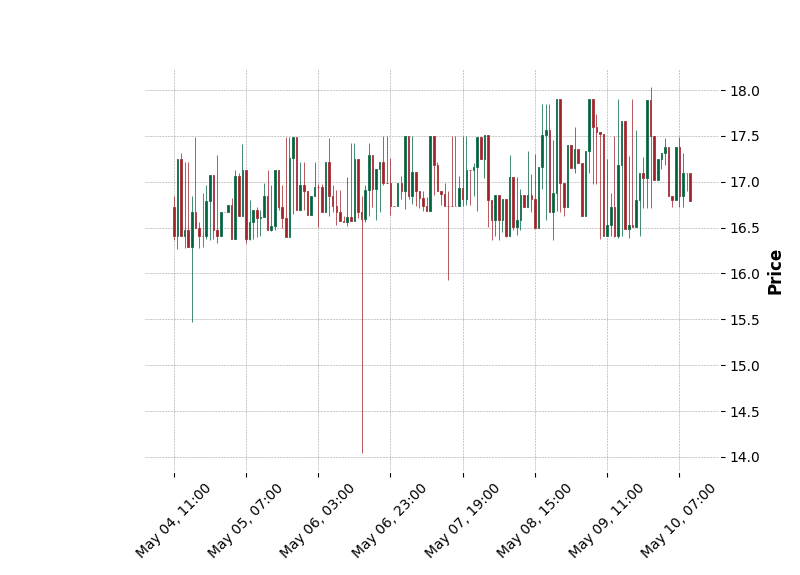 18.0
17.5
17.0
16.5
16.0
15.5
15.0
14.5
14.0
Price
May 04, 11:00
May 05, 07:00
May 06, 03:00
May 06, 23:00
May 07, 19:00
May 08, 15:00
May 09, 11:00
May 10, 07:00